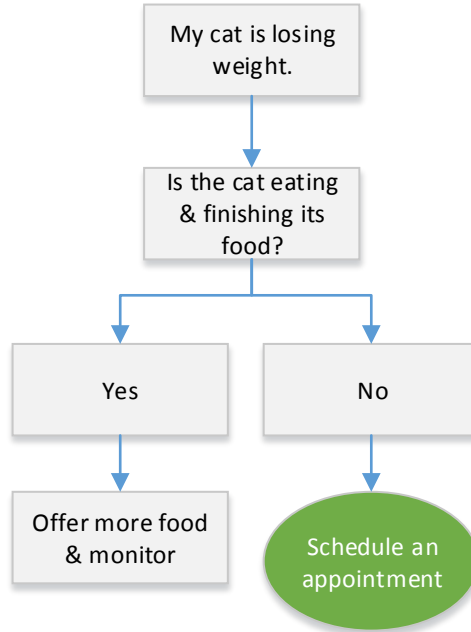 My cat is losing
weight.
Is the cat eating
& finishing its
food?
Yes
No
Offer more food
& monitor
Schedule an
appointment